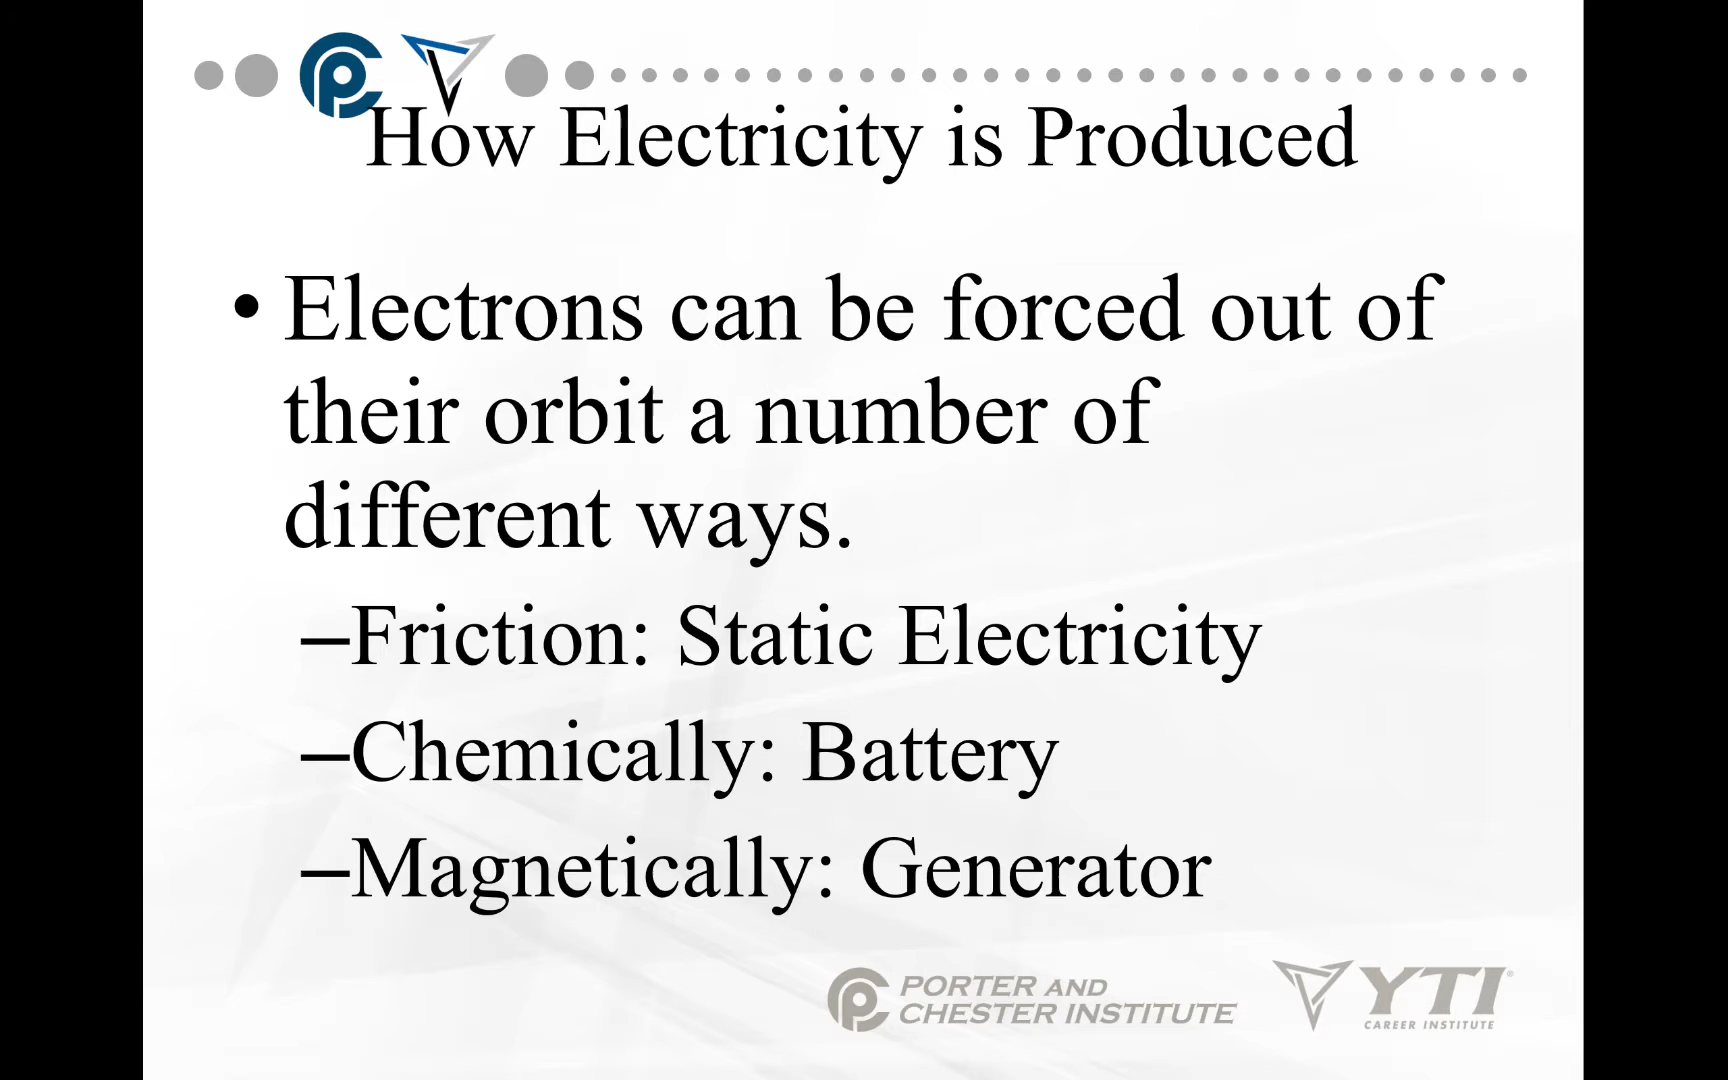 How Electricity is Produced
• Electrons can be forced out of
their orbit a number of
different ways.
–Friction: Static Electricity
–Chemically: Battery
–Magnetically: Generator
PORTER AND
CHESTER INSTITUTE
YTI®
CAREER INSTITUTE